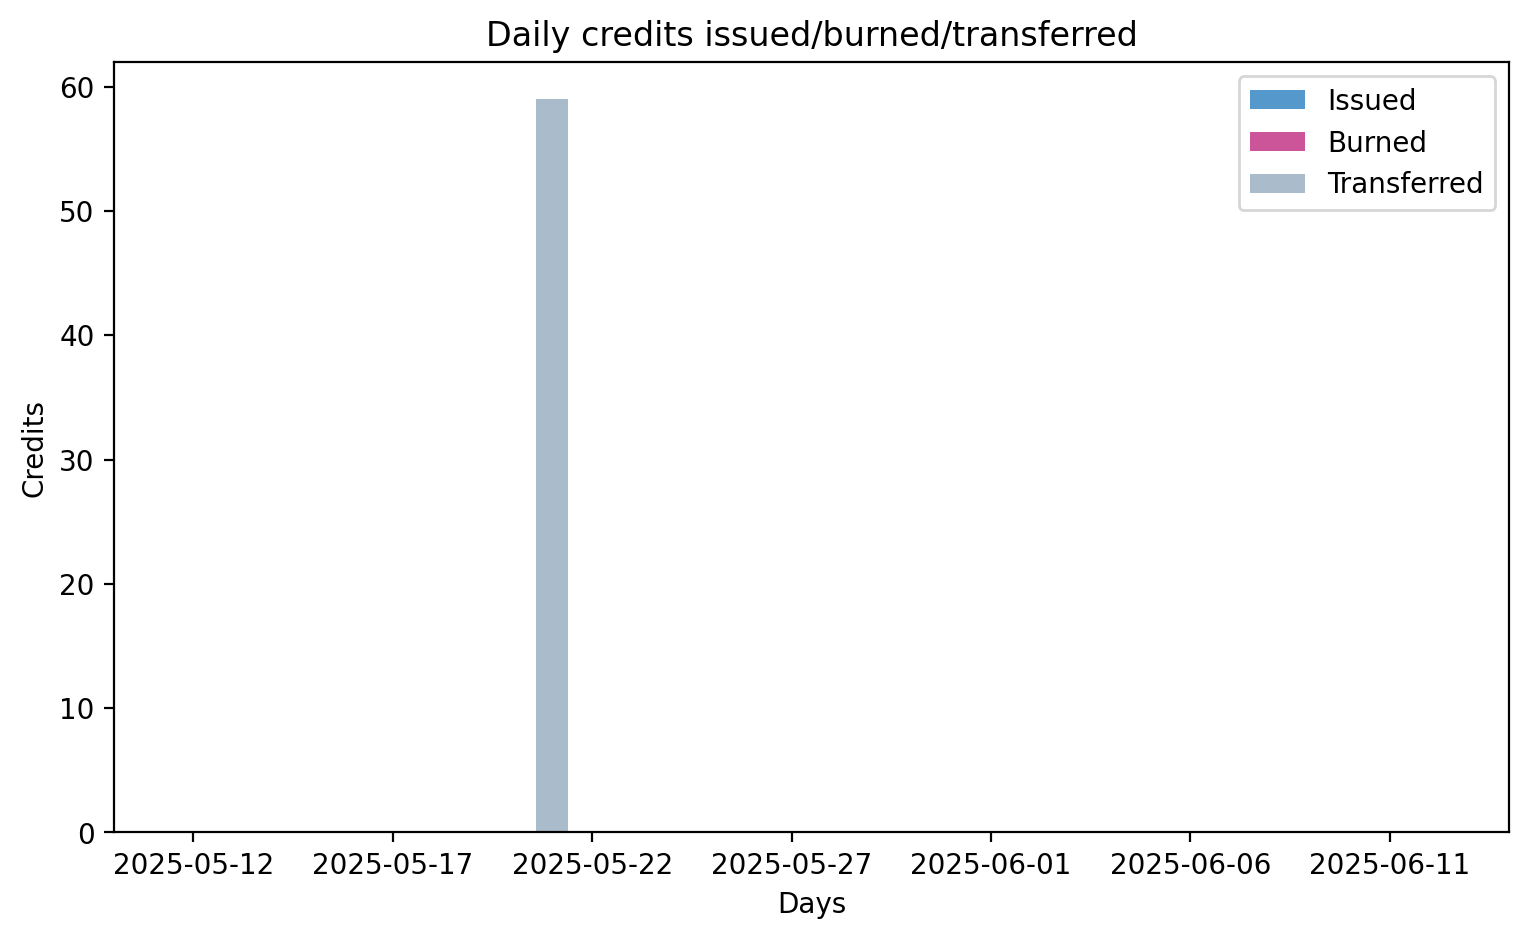 Daily credits issued/burned/transferred
Issued
Burned
Transferred
60
50
40
30
20
10
0
Credits
2025-05-12 2025-05-17 2025-05-22 2025-05-27 2025-06-01 2025-06-06 2025-06-11
Days